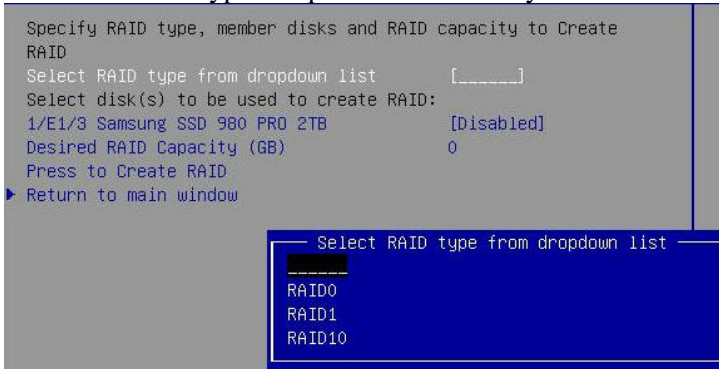 Specify RAID type, member disks and RAID capacity to Create
RAID
Select RAID type from dropdown list [______]
Select disk(s) to be used to create RAID:
1/E1/3 Samsung SSD 980 PRO 2TB [Disabled]
Desired RAID Capacity (GB) 0
Press to Create RAID
Return to main window
Select RAID type from dropdown list
______
RAID0
RAID1
RAID10